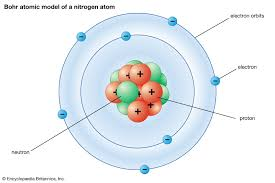 Bohr atomic model of a nitrogen atom
electron orbits
electron
proton
neutron
© Encyclopædia Britannica, Inc.